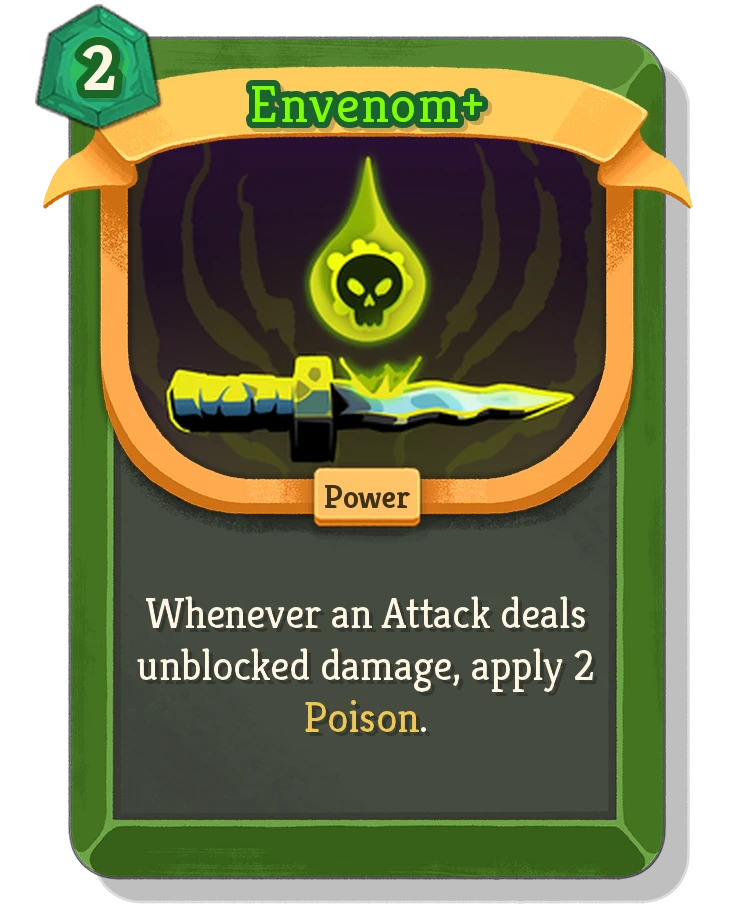 2
Envenom+
Power
Whenever an Attack deals
unblocked damage, apply 2
Poison.